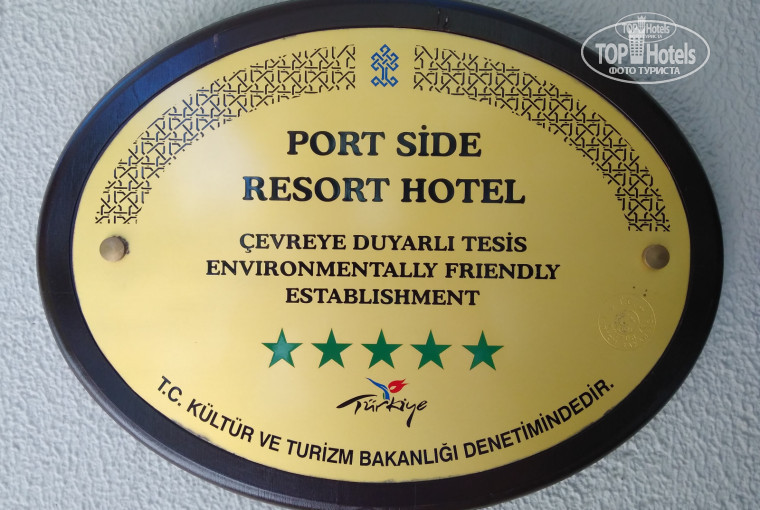 TOP Hotels
ФОТО ТУРИСТА
PORT SİDE
RESORT HOTEL
ÇEVREYE DUYARLI TESİS
ENVIRONMENTALLY FRIENDLY
ESTABLISHMENT
Türkiye
T.C. KÜLTÜR VE TURİZM BAKANLIĞI DENETİMİNDEDİR.